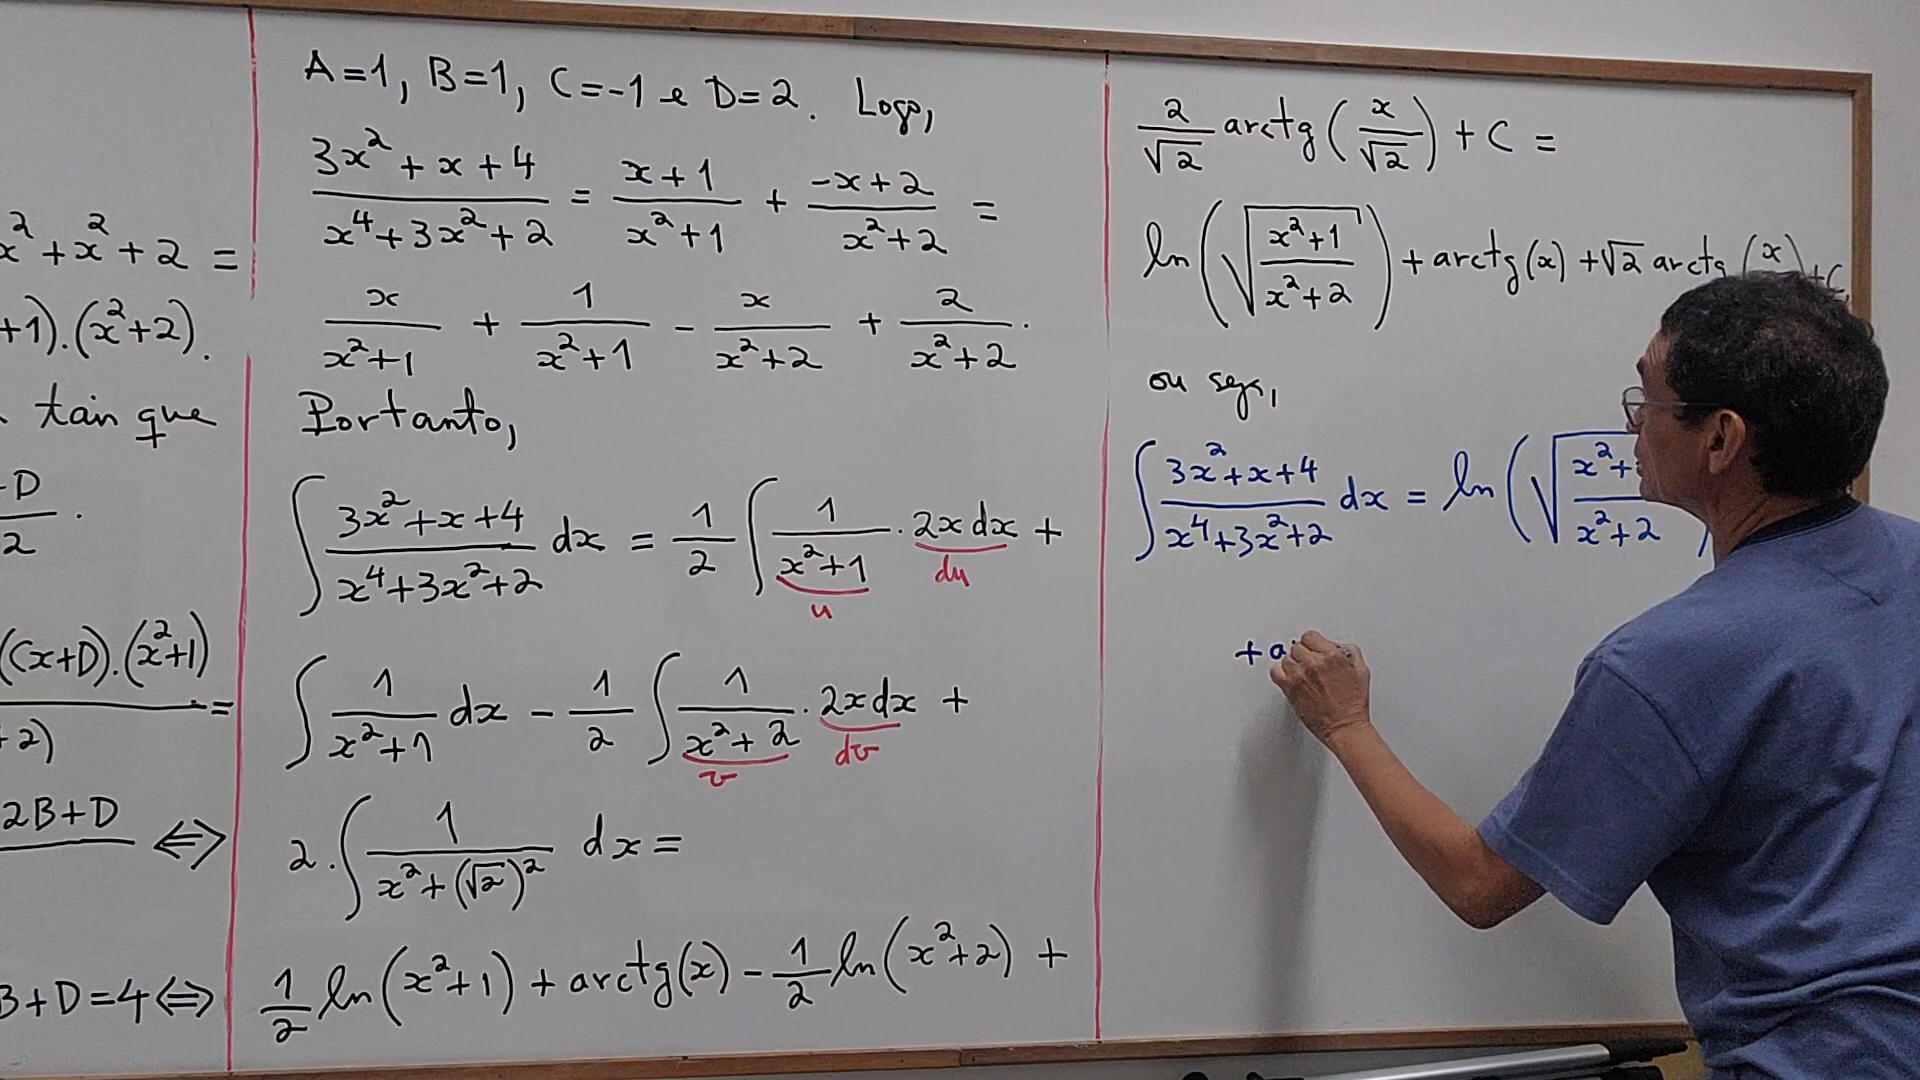 x² + x² + 2 =
+1).(x²+2).
tais que
D
2 .
(Cx+D).(x²+1) =
+2)
2B+D ⇔
B+D=4 ⇔
A=1, B=1, C=-1 e D=2. Logo,
(3x²+x+4)/(x⁴+3x²+2) = (x+1)/(x²+1) + (-x+2)/(x²+2) =
x/(x²+1) + 1/(x²+1) - x/(x²+2) + 2/(x²+2).
Portanto,
∫ (3x²+x+4)/(x⁴+3x²+2) dx = 1/2 ∫ 1/(x²+1) . 2x dx +
u du
∫ 1/(x²+1) dx - 1/2 ∫ 1/(x²+2) . 2x dx +
v dv
2 . ∫ 1/(x²+(√2)²) dx =
1/2 ln(x²+1) + arctg(x) - 1/2 ln(x²+2) +
2/√2 arctg(x/√2) + C =
ln(√((x²+1)/(x²+2))) + arctg(x) + √2 arctg(x) + C
ou seja,
∫ (3x²+x+4)/(x⁴+3x²+2) dx = ln(√((x²+)/(x²+2)))
+ a